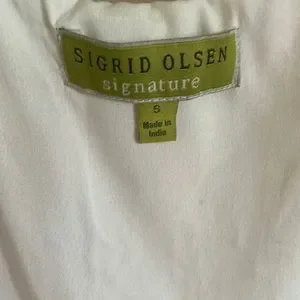 SIGRID OLSEN
signature
S
Made in
India